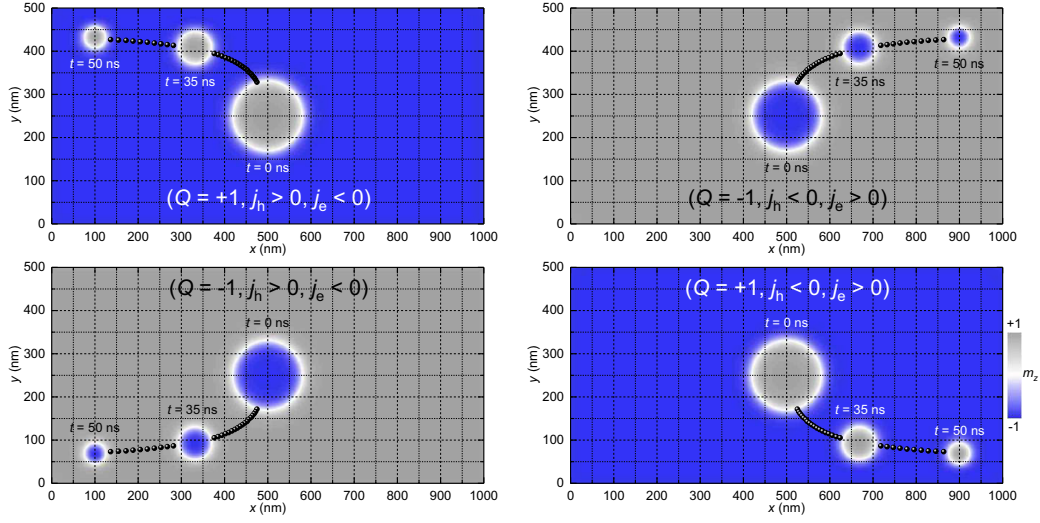 500
400
300
200
100
0
y (nm)
0 100 200 300 400 500 600 700 800 900 1000
x (nm)
t = 50 ns
t = 35 ns
t = 0 ns
(Q = +1, jh > 0, je < 0)
500
400
300
200
100
0
y (nm)
0 100 200 300 400 500 600 700 800 900 1000
x (nm)
t = 50 ns
t = 35 ns
t = 0 ns
(Q = -1, jh < 0, je > 0)
500
400
300
200
100
0
y (nm)
0 100 200 300 400 500 600 700 800 900 1000
x (nm)
(Q = -1, jh > 0, je < 0)
t = 0 ns
t = 35 ns
t = 50 ns
500
400
300
200
100
0
y (nm)
0 100 200 300 400 500 600 700 800 900 1000
x (nm)
(Q = +1, jh < 0, je > 0)
t = 0 ns
t = 35 ns
t = 50 ns
+1
mz
-1